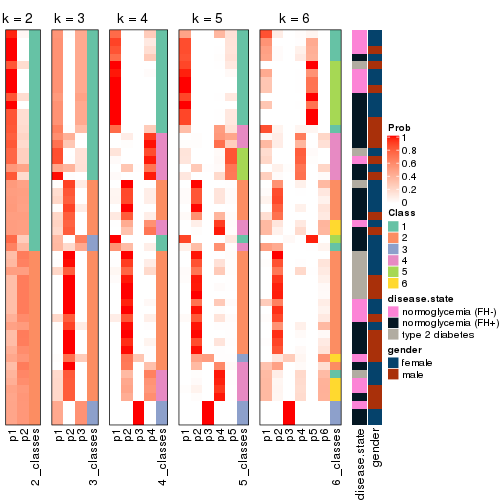 k = 2
k = 3
k = 4
k = 5
k = 6
Prob
1
0.8
0.6
0.4
0.2
0
Class
1
2
3
4
5
6
disease.state
normoglycemia (FH-)
normoglycemia (FH+)
type 2 diabetes
gender
female
male
p1
p2
2_classes
p1
p2
p3
3_classes
p1
p2
p3
p4
4_classes
p1
p2
p3
p4
p5
5_classes
p1
p2
p3
p4
p5
p6
6_classes
disease.state
gender